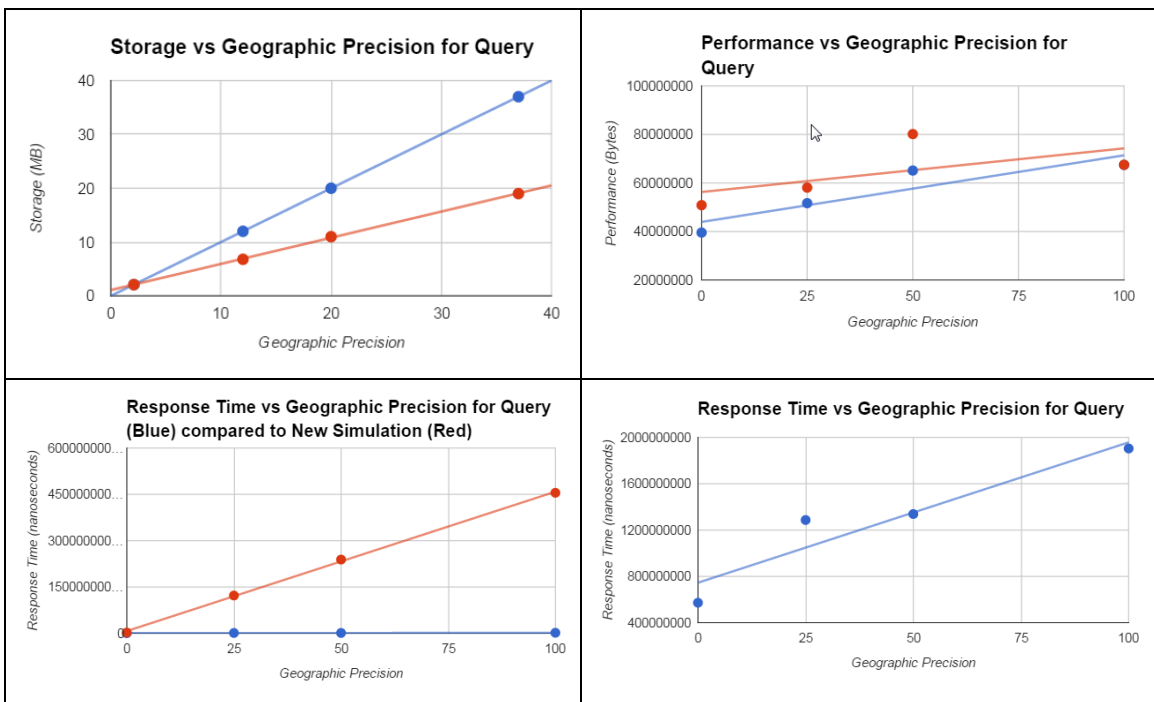 Storage vs Geographic Precision for Query
40
30
20
10
0
0 10 20 30 40
Storage (MB)
Geographic Precision
Performance vs Geographic Precision for
Query
100000000
80000000
60000000
40000000
20000000
0 25 50 75 100
Performance (Bytes)
Geographic Precision
Response Time vs Geographic Precision for Query
(Blue) compared to New Simulation (Red)
600000000...
450000000...
300000000...
150000000...
0
0 25 50 75 100
Response Time (nanoseconds)
Geographic Precision
Response Time vs Geographic Precision for Query
2000000000
1600000000
1200000000
800000000
400000000
0 25 50 75 100
Response Time (nanoseconds)
Geographic Precision